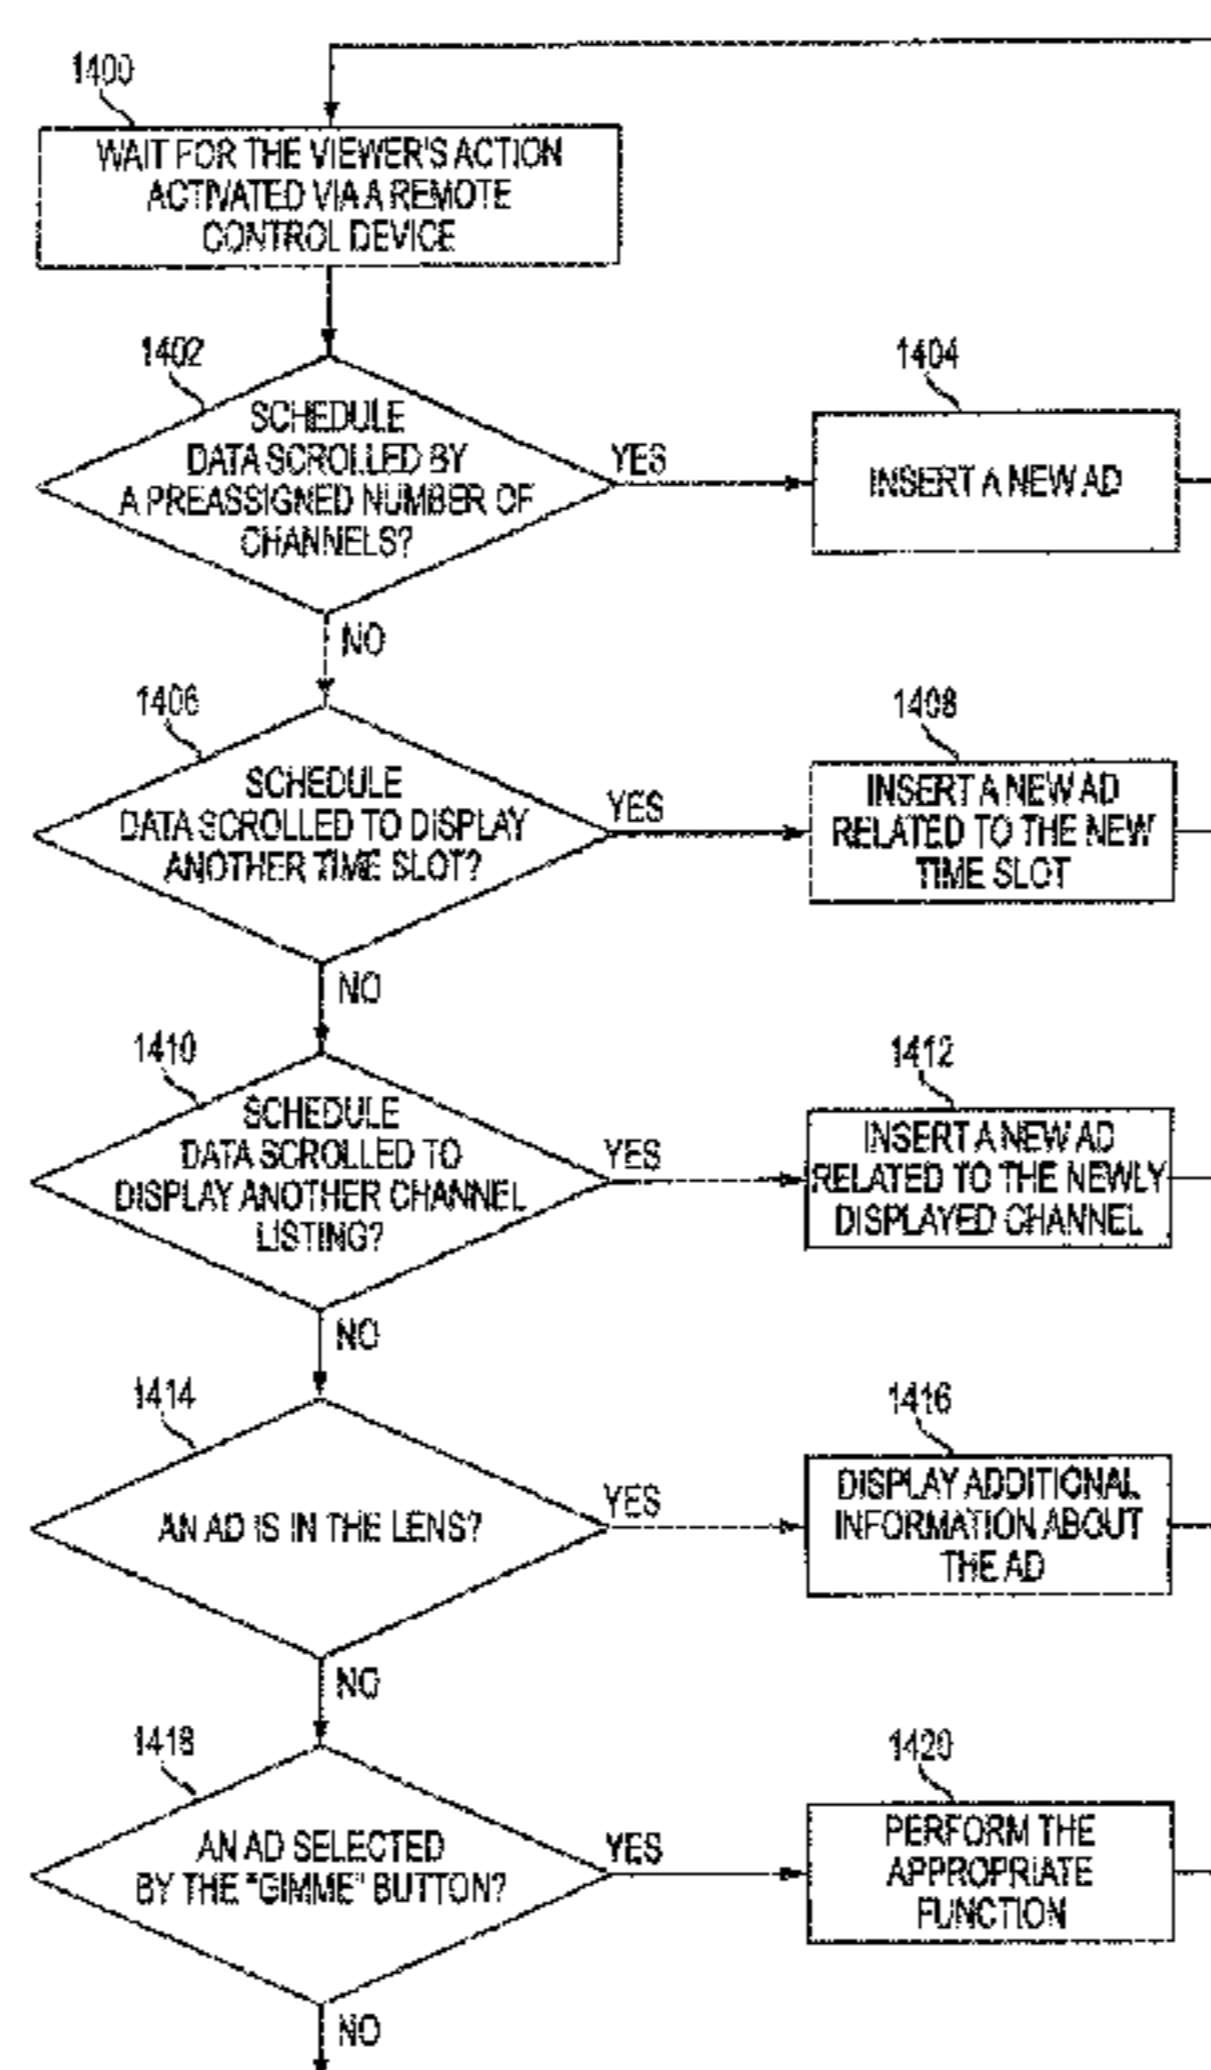 1400
WAIT FOR THE VIEWER'S ACTION
ACTIVATED VIA A REMOTE
CONTROL DEVICE
1402
SCHEDULE
DATA SCROLLED BY
A PREASSIGNED NUMBER OF
CHANNELS?
YES
1404
INSERT A NEW AD
NO
1406
SCHEDULE
DATA SCROLLED TO DISPLAY
ANOTHER TIME SLOT?
YES
1408
INSERT A NEW AD
RELATED TO THE NEW
TIME SLOT
NO
1410
SCHEDULE
DATA SCROLLED TO
DISPLAY ANOTHER CHANNEL
LISTING?
YES
1412
INSERT A NEW AD
RELATED TO THE NEWLY
DISPLAYED CHANNEL
NO
1414
AN AD IS IN THE LENS?
YES
1416
DISPLAY ADDITIONAL
INFORMATION ABOUT
THE AD
NO
1418
AN AD SELECTED
BY THE "GIMME" BUTTON?
YES
1420
PERFORM THE
APPROPRIATE
FUNCTION
NO